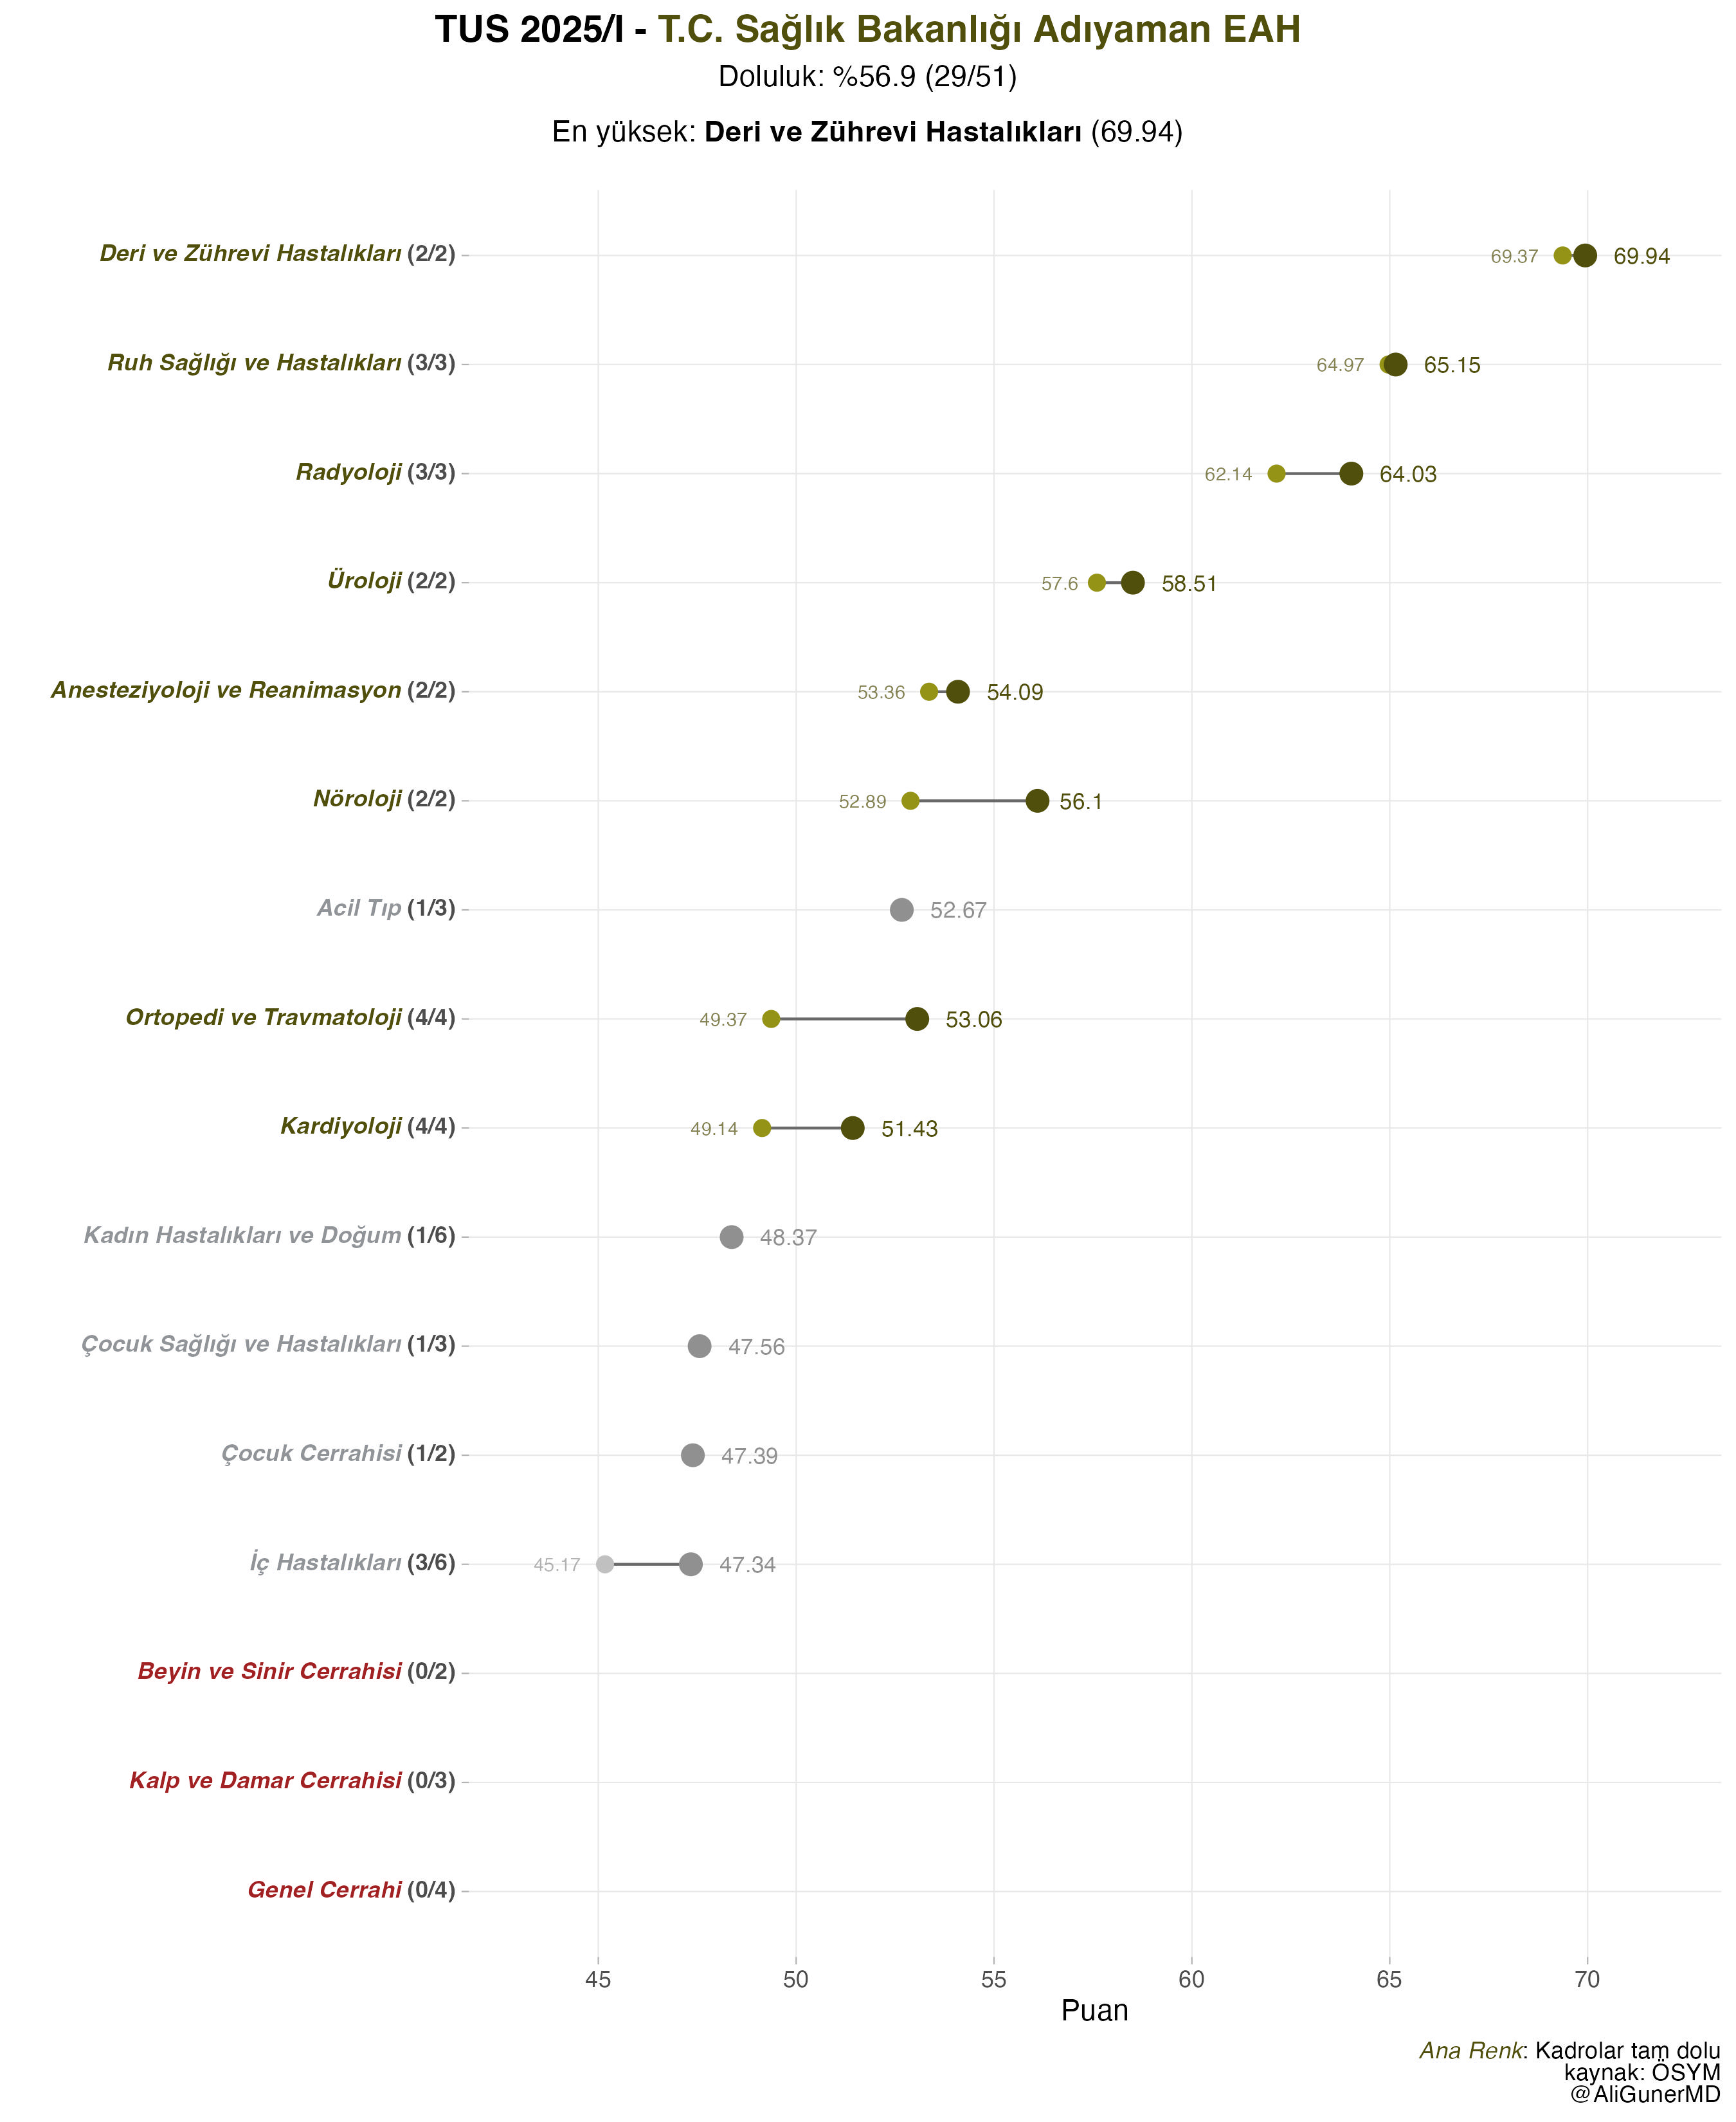 TUS 2025/I - T.C. Sağlık Bakanlığı Adıyaman EAH
Doluluk: %56.9 (29/51)
En yüksek: Deri ve Zührevi Hastalıkları (69.94)
Deri ve Zührevi Hastalıkları (2/2) 69.37 69.94
Ruh Sağlığı ve Hastalıkları (3/3) 64.97 65.15
Radyoloji (3/3) 62.14 64.03
Üroloji (2/2) 57.6 58.51
Anesteziyoloji ve Reanimasyon (2/2) 53.36 54.09
Nöroloji (2/2) 52.89 56.1
Acil Tıp (1/3) 52.67
Ortopedi ve Travmatoloji (4/4) 49.37 53.06
Kardiyoloji (4/4) 49.14 51.43
Kadın Hastalıkları ve Doğum (1/6) 48.37
Çocuk Sağlığı ve Hastalıkları (1/3) 47.56
Çocuk Cerrahisi (1/2) 47.39
İç Hastalıkları (3/6) 45.17 47.34
Beyin ve Sinir Cerrahisi (0/2)
Kalp ve Damar Cerrahisi (0/3)
Genel Cerrahi (0/4)
45 50 55 60 65 70
Puan
Ana Renk: Kadrolar tam dolu
kaynak: ÖSYM
@AliGunerMD